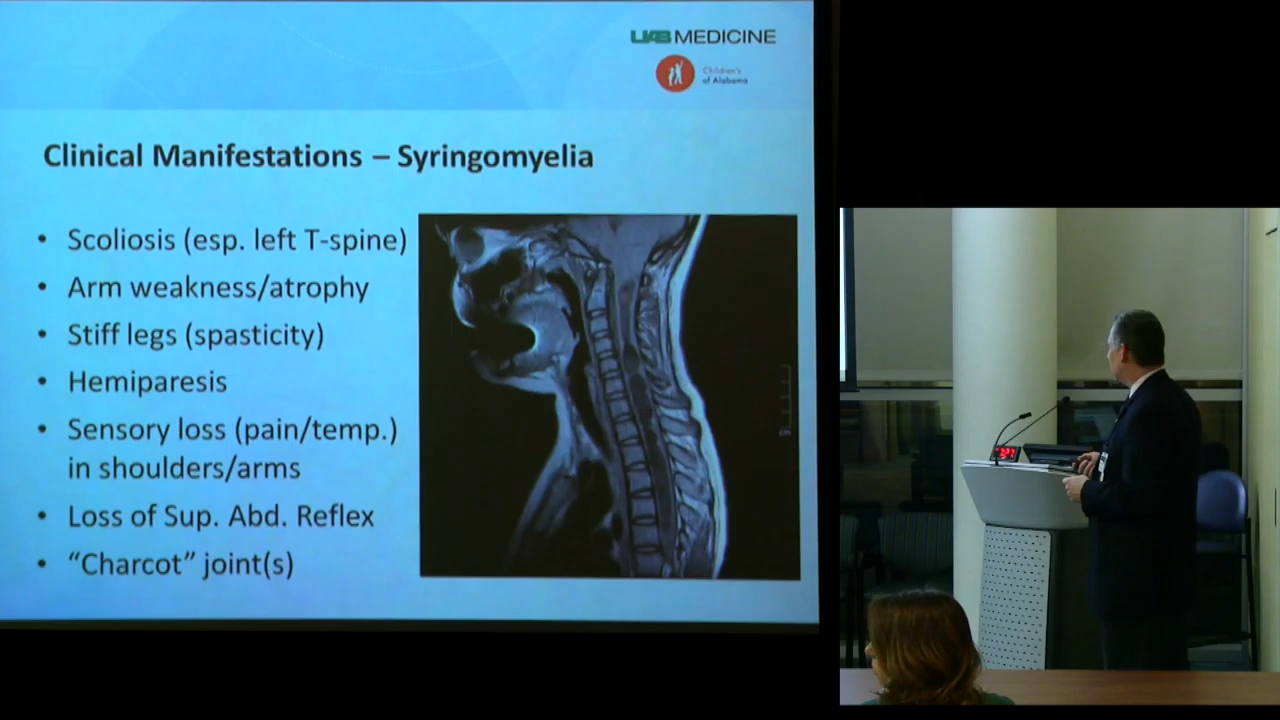 UAB MEDICINE
Children's
of Alabama
Clinical Manifestations – Syringomyelia
• Scoliosis (esp. left T-spine)
• Arm weakness/atrophy
• Stiff legs (spasticity)
• Hemiparesis
• Sensory loss (pain/temp.)
in shoulders/arms
• Loss of Sup. Abd. Reflex
• “Charcot” joint(s)